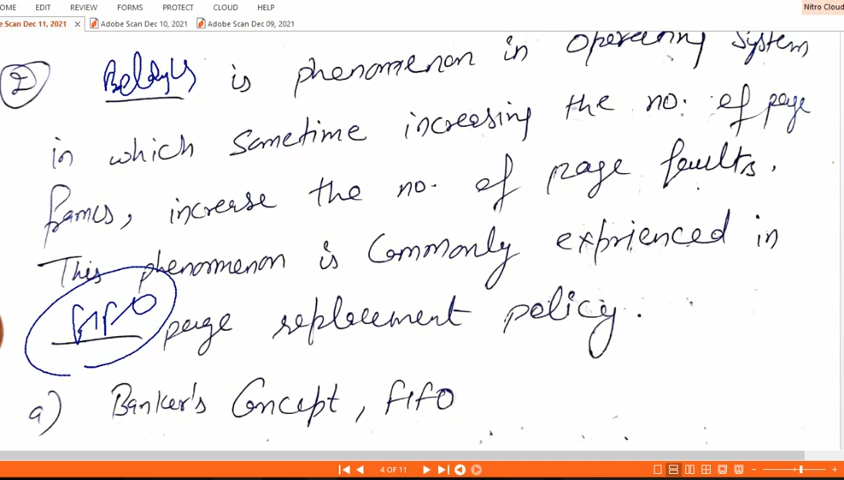 OME EDIT REVIEW FORMS PROTECT CLOUD HELP Nitro Cloud
e Scan Dec 11, 2021 × Adobe Scan Dec 10, 2021 Adobe Scan Dec 09, 2021
② is phenomenon in Operating System
in which sometime increasing the no. of page
frames, increase the no. of page faults.
This phenomenon is Commonly exprienced in
FIFO page replacement policy.
a) Banker's Concept, FIFO
4 OF 11